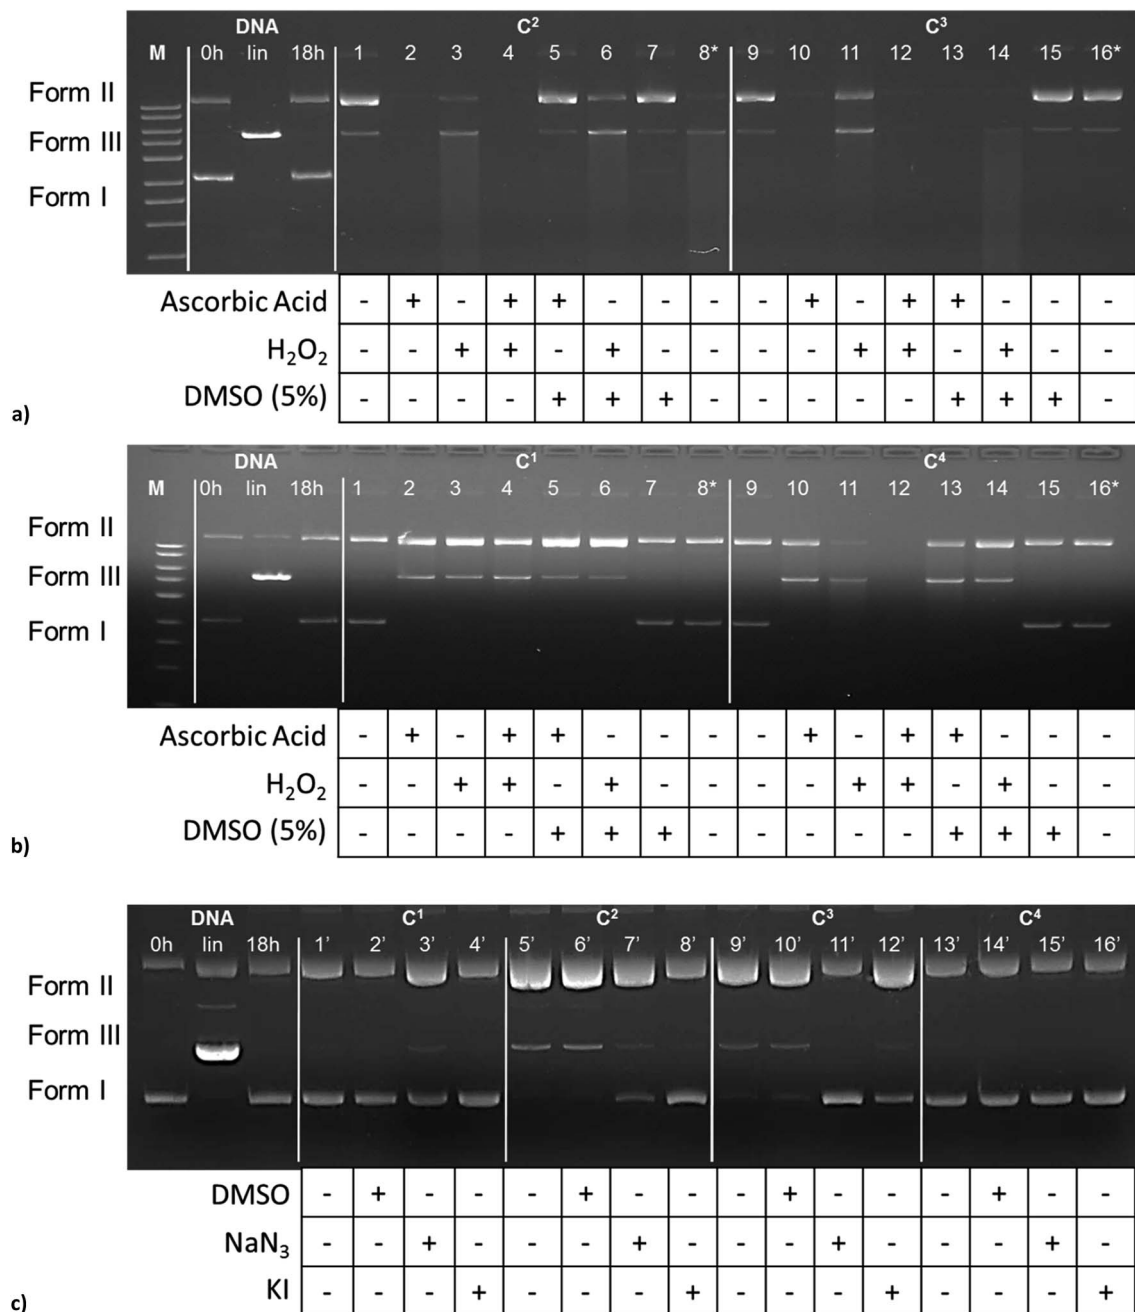 DNA C² C³
M 0h lin 18h 1 2 3 4 5 6 7 8* 9 10 11 12 13 14 15 16*
Form II
Form III
Form I
Ascorbic Acid - + - + + - - - - + - + + - - -
H₂O₂ - - + + - + - - - - + + - + - -
DMSO (5%) - - - - + + + - - - - - + + + -
a)
DNA C¹ C⁴
M 0h lin 18h 1 2 3 4 5 6 7 8* 9 10 11 12 13 14 15 16*
Form II
Form III
Form I
Ascorbic Acid - + - + + - - - - + - + + - - -
H₂O₂ - - + + - + - - - - + + - + - -
DMSO (5%) - - - - + + + - - - - - + + + -
b)
DNA C¹ C² C³ C⁴
0h lin 18h 1' 2' 3' 4' 5' 6' 7' 8' 9' 10' 11' 12' 13' 14' 15' 16'
Form II
Form III
Form I
DMSO - + - - - + - - - + - - - + - -
NaN₃ - - + - - - + - - - + - - - + -
KI - - - + - - - + - - - + - - - +
c)